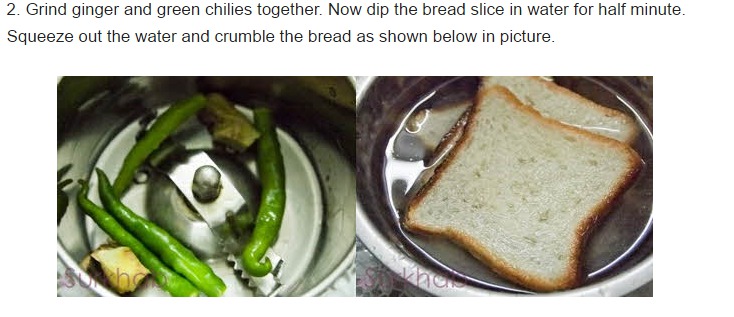 2. Grind ginger and green chilies together. Now dip the bread slice in water for half minute.
Squeeze out the water and crumble the bread as shown below in picture.